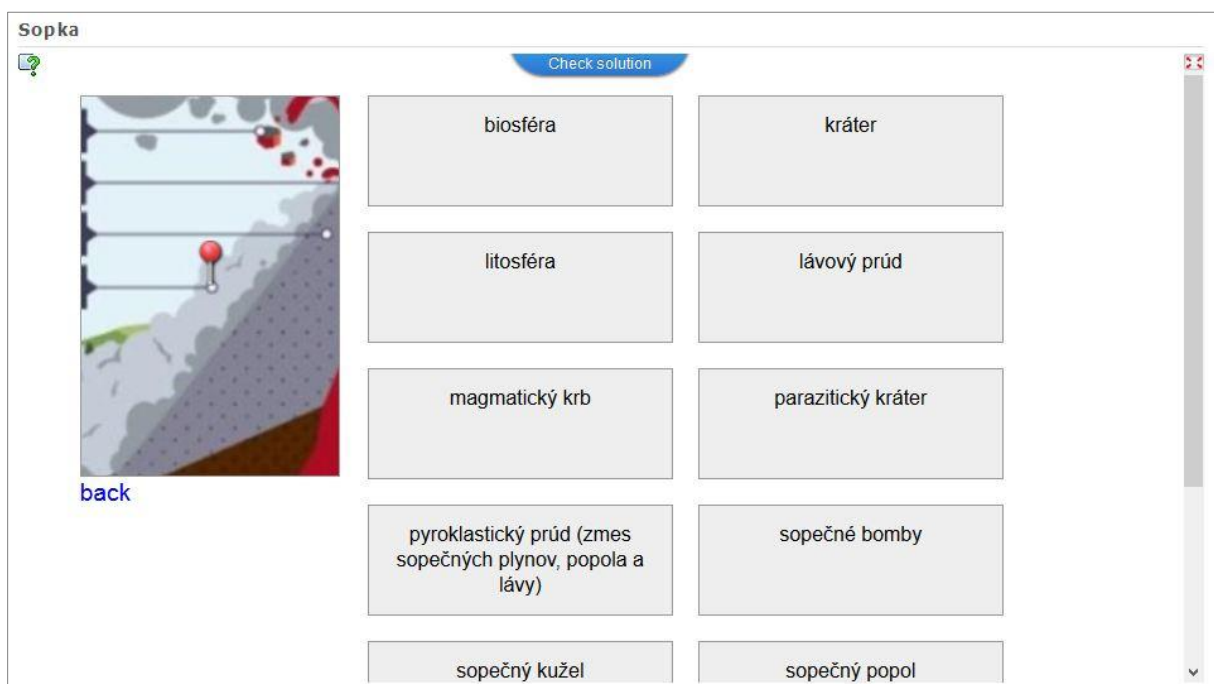 Sopka
Check solution
biosféra
kráter
litosféra
lávový prúd
magmatický krb
parazitický kráter
back
pyroklastický prúd (zmes
sopečných plynov, popola a
lávy)
sopečné bomby
sopečný kužel
sopečný popol